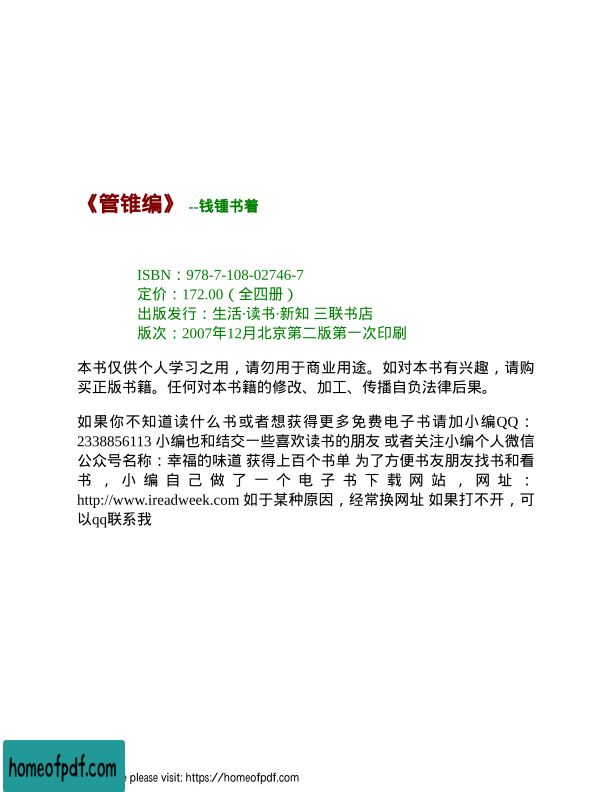 《管锥编》 --钱锺书着
ISBN：978-7-108-02746-7
定价：172.00（全四册）
出版发行：生活·读书·新知 三联书店
版次：2007年12月北京第二版第一次印刷
本书仅供个人学习之用，请勿用于商业用途。如对本书有兴趣，请购
买正版书籍。任何对本书籍的修改、加工、传播自负法律后果。
如果你不知道读什么书或者想获得更多免费电子书请加小编QQ：
2338856113 小编也和结交一些喜欢读书的朋友 或者关注小编个人微信
公众号名称：幸福的味道 获得上百个书单 为了方便书友朋友找书和看
书，小编自己做了一个电子书下载网站，网址：
http://www.ireadweek.com 如于某种原因，经常换网址 如果打不开，可
以qq联系我
homeofpdf.com
please visit: https://homeofpdf.com